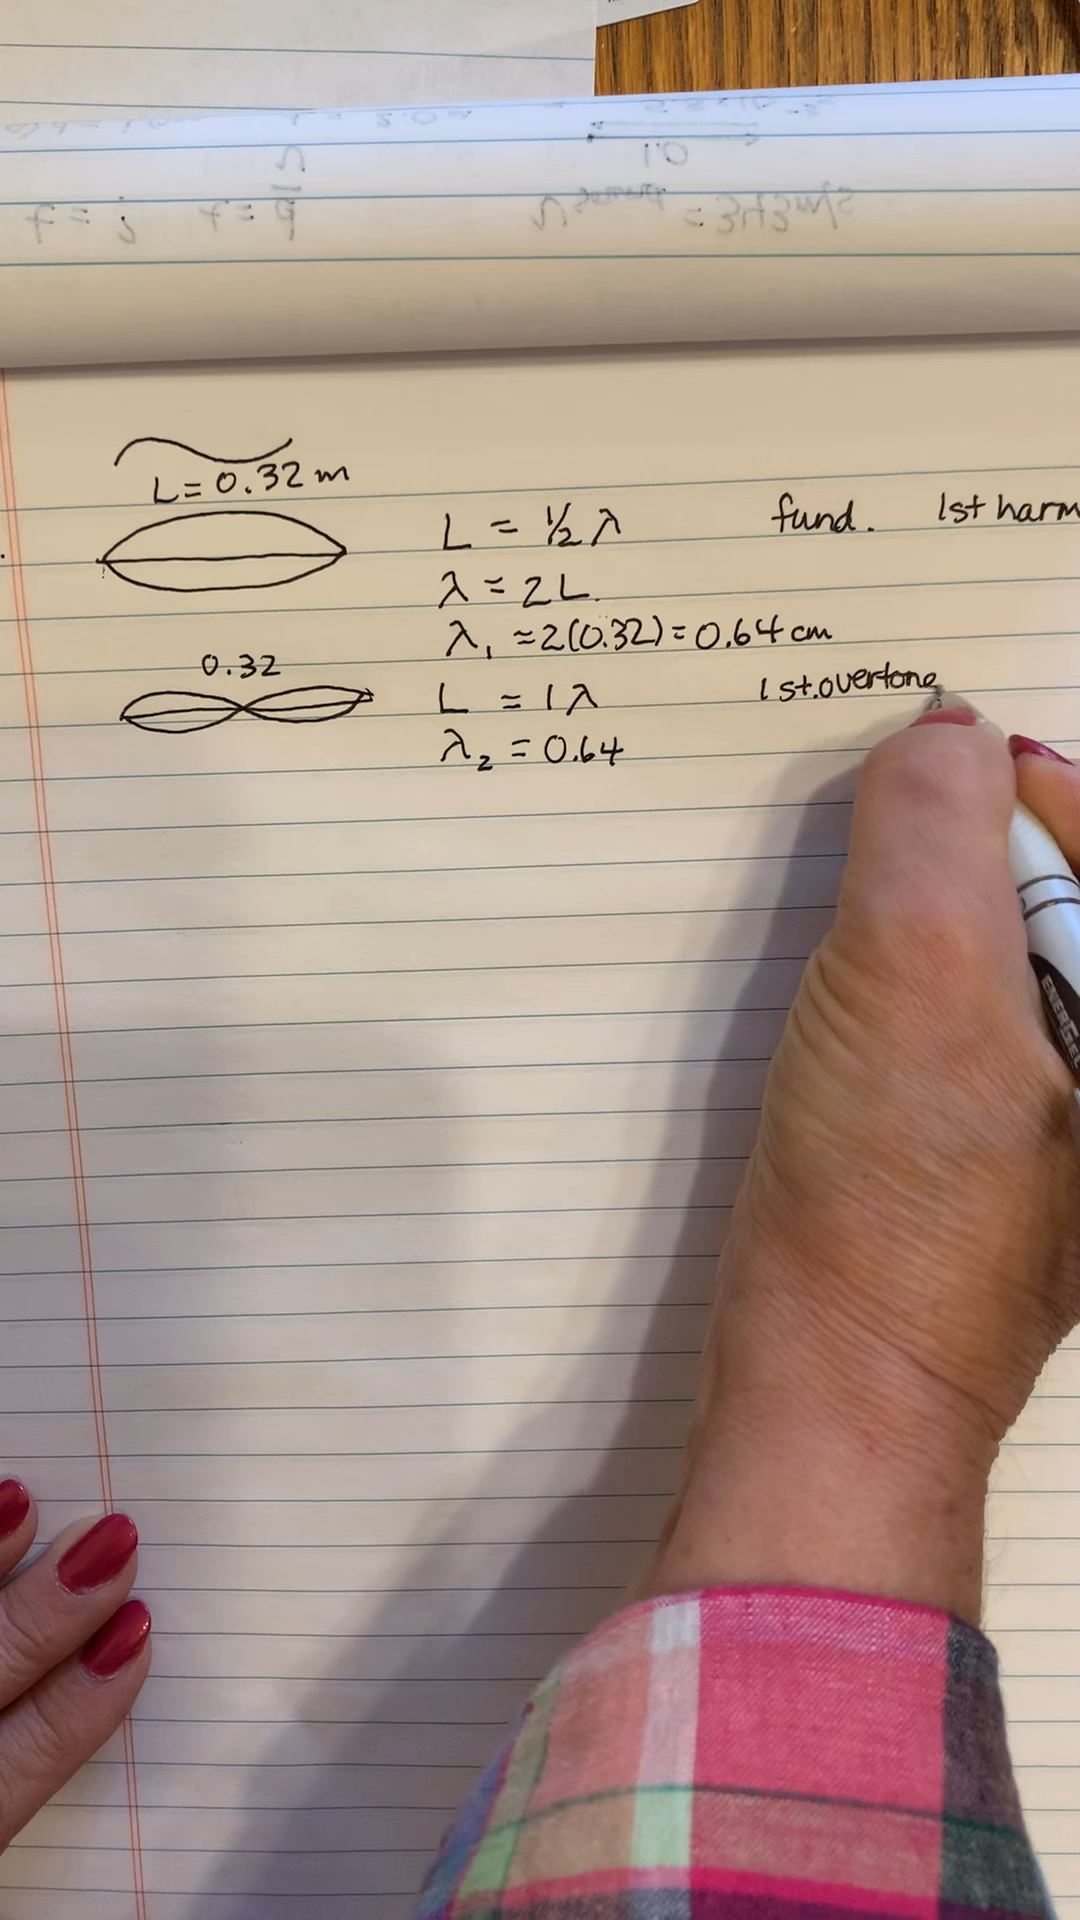 L = 0.32 m
L = 1/2 λ fund. 1st harm
λ = 2L.
λ₁ = 2(0.32) = 0.64 cm
0.32
L = 1 λ 1st. overtone
λ₂ = 0.64
ENERGEL